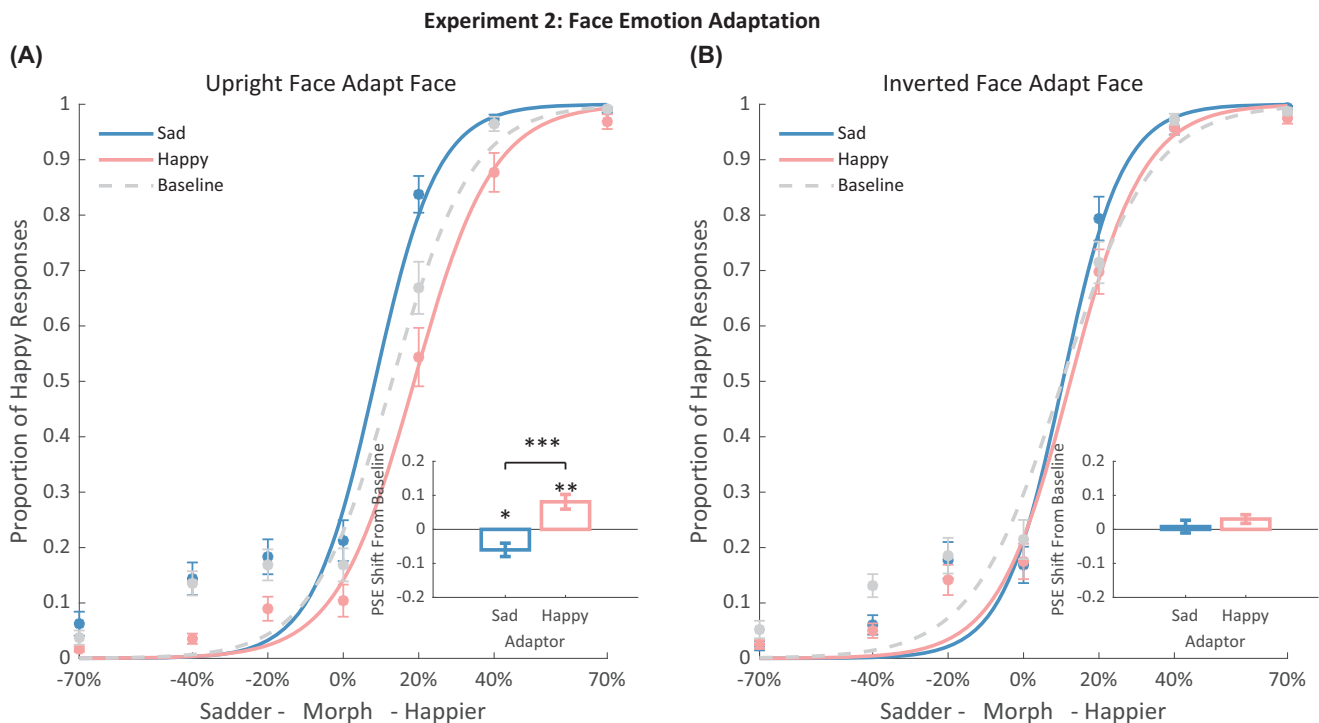 Experiment 2: Face Emotion Adaptation
(A)
Upright Face Adapt Face
1
0.9
0.8
0.7
0.6
0.5
0.4
0.3
0.2
0.1
0
Proportion of Happy Responses
Sad
Happy
Baseline
-70% -40% -20% 0% 20% 40% 70%
Sadder - Morph - Happier
0.2
0.1
0
-0.1
-0.2
PSE Shift From Baseline
***
**
*
Sad Happy
Adaptor
(B)
Inverted Face Adapt Face
1
0.9
0.8
0.7
0.6
0.5
0.4
0.3
0.2
0.1
0
Proportion of Happy Responses
Sad
Happy
Baseline
-70% -40% -20% 0% 20% 40% 70%
Sadder - Morph - Happier
0.2
0.1
0
-0.1
-0.2
PSE Shift From Baseline
Sad Happy
Adaptor